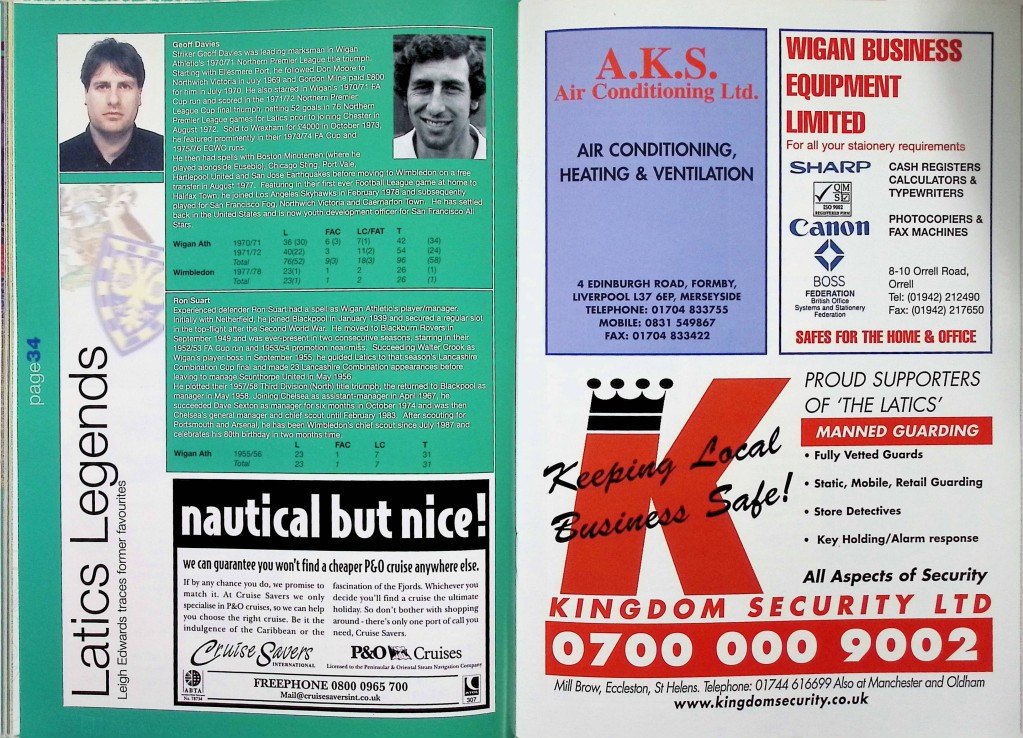 page34
Latics Legends
Leigh Edwards traces former favourites
Geoff Davies
Striker Geoff Davies was leading marksman in Wigan
Athletic's 1970/71 Northern Premier League title triumph.
Starting with Ellesmere Port, he followed Don Moore to
Northwich Victoria in July 1969 and Gordon Milne paid £800
for him in July 1970. He also starred in Wigan's 1970/71 FA
Cup run and scored in the 1971/72 Northern Premier
League Cup final triumph, netting 52 goals in 76 Northern
Premier League games for Latics prior to joining Chester in
August 1972. Sold to Wrexham for £4000 in October 1973,
he featured prominently in their 1973/74 FA Cup and
1975/76 ECWC runs.
He then had spells with Boston Minutemen (where he
played alongside Eusebio), Chicago Sting, Port Vale,
Hartlepool United and San Jose Earthquakes before moving to Wimbledon on a free
transfer in August 1977. Featuring in their first ever Football League game at home to
Halifax Town, he joined Los Angeles Skyhawks in February 1978 and subsequently
played for San Francisco Fog, Northwich Victoria and Caernarfon Town. He has settled
back in the United States and is now youth development officer for San Francisco All
Stars.
L FAC LC/FAT T
Wigan Ath 1970/71 36 (30) 6 (3) 7(1) 42 (34)
1971/72 40(22) 3 11(2) 54 (24)
Total 76(52) 9(3) 18(3) 96 (58)
Wimbledon 1977/78 23(1) 1 2 26 (1)
Total 23(1) 1 2 26 (1)
Ron Suart
Experienced defender Ron Suart had a spell as Wigan Athletic's player/manager.
Initially with Netherfield, he joined Blackpool in January 1939 and secured a regular slot
in the top-flight after the Second World War. He moved to Blackburn Rovers in
September 1949 and was ever-present in two consecutive seasons, starring in their
1952/53 FA Cup run and 1953/54 promotion near miss. Succeeding Walter Crook as
Wigan's player-boss in September 1955, he guided Latics to that season's Lancashire
Combination Cup final and made 23 Lancashire Combination appearances before
leaving to manage Scunthorpe United in May 1956.
He plotted their 1957/58 Third Division (North) title triumph, the returned to Blackpool as
manager in May 1958. Joining Chelsea as assistant-manager in April 1967, he
succeeded Dave Sexton as manager for six months in October 1974 and was then
Chelsea's general manager and chief scout until February 1983. After scouting for
Portsmouth and Arsenal, he has been Wimbledon's chief scout since July 1987 and
celebrates his 80th birthday in two months time.
L FAC LC T
Wigan Ath 1955/56 23 1 7 31
Total 23 1 7 31
nautical but nice!
we can guarantee you won't find a cheaper P&O cruise anywhere else.
If by any chance you do, we promise to
match it. At Cruise Savers we only
specialise in P&O cruises, so we can help
you choose the right cruise. Be it the
indulgence of the Caribbean or the
fascination of the Fjords. Whichever you
decide you'll find a cruise the ultimate
holiday. So don't bother with shopping
around - there's only one port of call you
need, Cruise Savers.
Cruise Savers
INTERNATIONAL
P&O Cruises
Licensed to the Peninsular & Oriental Steam Navigation Company
ABTA
FREEPHONE 0800 0965 700
Mail@cruisesaversint.co.uk
307
A.K.S.
Air Conditioning Ltd.
AIR CONDITIONING,
HEATING & VENTILATION
4 EDINBURGH ROAD, FORMBY,
LIVERPOOL L37 6EP, MERSEYSIDE
TELEPHONE: 01704 833755
MOBILE: 0831 549867
FAX: 01704 833422
WIGAN BUSINESS
EQUIPMENT
LIMITED
For all your staionery requirements
SHARP
CASH REGISTERS
CALCULATORS &
TYPEWRITERS
ISO 9002
REGISTERED FIRM
Canon
PHOTOCOPIERS &
FAX MACHINES
BOSS
FEDERATION
British Office
Systems and Stationery
Federation
8-10 Orrell Road,
Orrell
Tel: (01942) 212490
Fax: (01942) 217650
SAFES FOR THE HOME & OFFICE
K
Keeping Local
Business Safe!
PROUD SUPPORTERS
OF 'THE LATICS'
MANNED GUARDING
• Fully Vetted Guards
• Static, Mobile, Retail Guarding
• Store Detectives
• Key Holding/Alarm response
All Aspects of Security
KINGDOM SECURITY LTD
0700 000 9002
Mill Brow, Eccleston, St Helens. Telephone: 01744 616699 Also at Manchester and Oldham
www.kingdomsecurity.co.uk